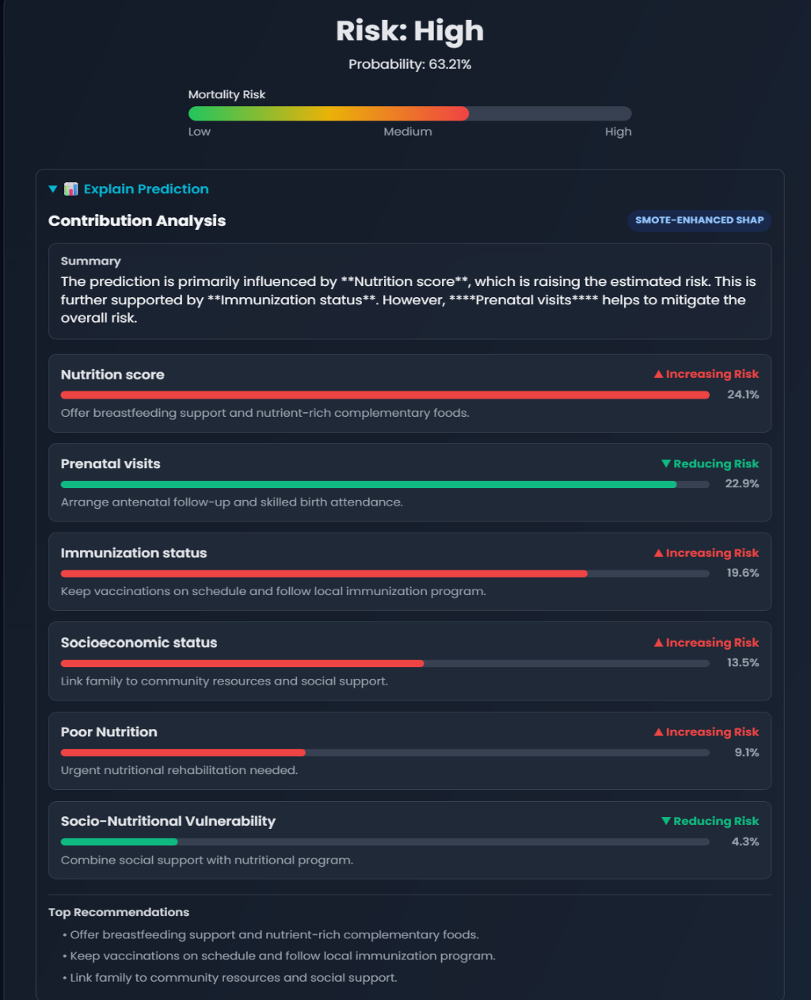 Risk: High
Probability: 63.21%
Mortality Risk
Low Medium High
▼ 📊 Explain Prediction
Contribution Analysis
SMOTE-ENHANCED SHAP
Summary
The prediction is primarily influenced by **Nutrition score**, which is raising the estimated risk. This is
further supported by **Immunization status**. However, ****Prenatal visits**** helps to mitigate the
overall risk.
Nutrition score
▲ Increasing Risk
24.1%
Offer breastfeeding support and nutrient-rich complementary foods.
Prenatal visits
▼ Reducing Risk
22.9%
Arrange antenatal follow-up and skilled birth attendance.
Immunization status
▲ Increasing Risk
19.6%
Keep vaccinations on schedule and follow local immunization program.
Socioeconomic status
▲ Increasing Risk
13.5%
Link family to community resources and social support.
Poor Nutrition
▲ Increasing Risk
9.1%
Urgent nutritional rehabilitation needed.
Socio-Nutritional Vulnerability
▼ Reducing Risk
4.3%
Combine social support with nutritional program.
Top Recommendations
• Offer breastfeeding support and nutrient-rich complementary foods.
• Keep vaccinations on schedule and follow local immunization program.
• Link family to community resources and social support.